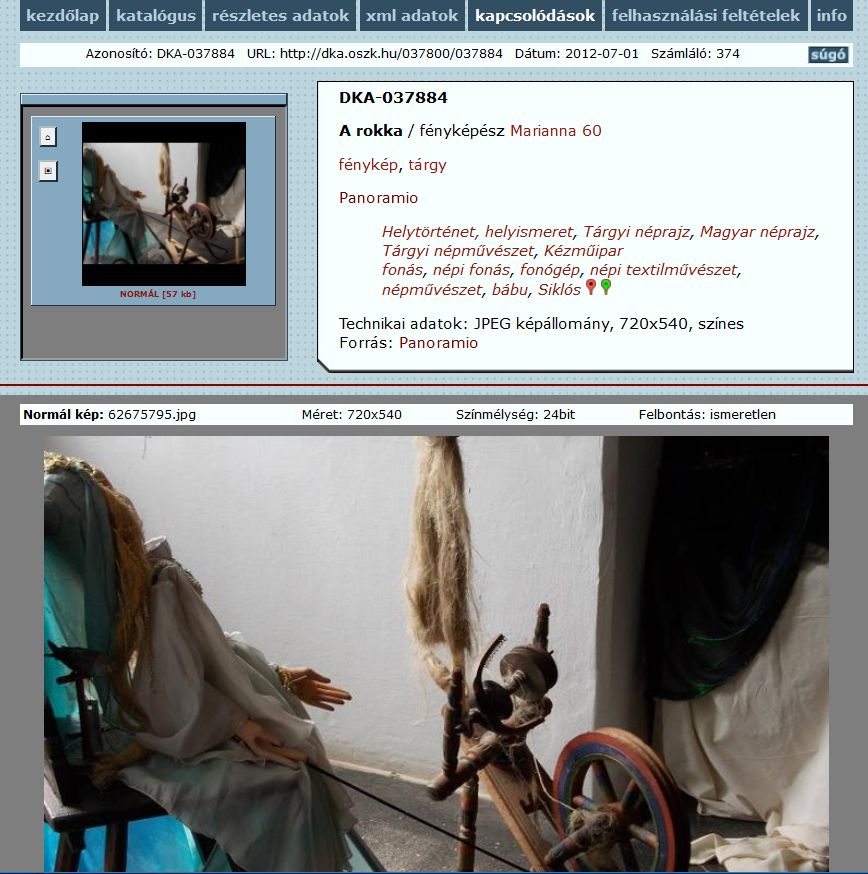 kezdőlap katalógus részletes adatok xml adatok kapcsolódások felhasználási feltételek info
Azonosító: DKA-037884 URL: http://dka.oszk.hu/037800/037884 Dátum: 2012-07-01 Számláló: 374 súgó
NORMÁL [57 kb]
DKA-037884
A rokka / fényképész Marianna 60
fénykép, tárgy
Panoramio
Helytörténet, helyismeret, Tárgyi néprajz, Magyar néprajz,
Tárgyi népművészet, Kézműipar
fonás, népi fonás, fonógép, népi textilművészet,
népművészet, bábu, Siklós
Technikai adatok: JPEG képállomány, 720x540, színes
Forrás: Panoramio
Normál kép: 62675795.jpg Méret: 720x540 Színmélység: 24bit Felbontás: ismeretlen